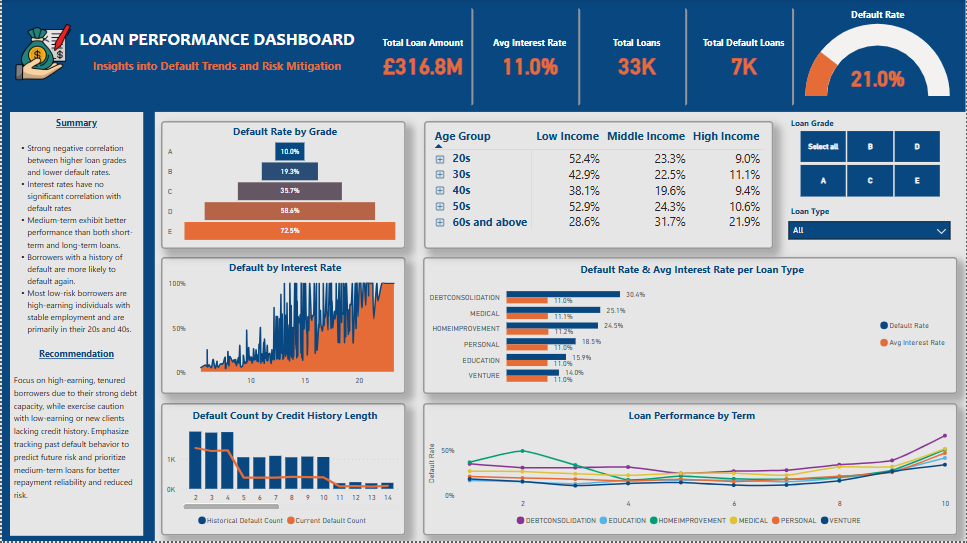 LOAN PERFORMANCE DASHBOARD
Insights into Default Trends and Risk Mitigation
Total Loan Amount
£316.8M
Avg Interest Rate
11.0%
Total Loans
33K
Total Default Loans
7K
Default Rate
21.0%
Summary
• Strong negative correlation
between higher loan grades
and lower default rates.
• Interest rates have no
significant correlation with
default rates
• Medium-term exhibit better
performance than both short-
term and long-term loans.
• Borrowers with a history of
default are more likely to
default again.
• Most low-risk borrowers are
high-earning individuals with
stable employment and are
primarily in their 20s and 40s.
Recommendation
Focus on high-earning, tenured
borrowers due to their strong debt
capacity, while exercise caution
with low-earning or new clients
lacking credit history. Emphasize
tracking past default behavior to
predict future risk and prioritize
medium-term loans for better
repayment reliability and reduced
risk.
Default Rate by Grade
A 10.0%
B 19.3%
C 35.7%
D 58.6%
E 72.5%
Age Group Low Income Middle Income High Income
20s 52.4% 23.3% 9.0%
30s 42.9% 22.5% 11.1%
40s 38.1% 19.6% 9.4%
50s 52.9% 24.3% 10.6%
60s and above 28.6% 31.7% 21.9%
Loan Grade
Select all B D
A C E
Loan Type
All
Default by Interest Rate
100%
50%
0%
10 15 20
Default Rate & Avg Interest Rate per Loan Type
DEBTCONSOLIDATION 30.4%
11.0%
MEDICAL 25.1%
11.1%
HOMEIMPROVEMENT 24.5%
11.2%
PERSONAL 18.5%
11.0%
EDUCATION 15.9%
11.0%
VENTURE 14.0%
11.0%
Default Rate
Avg Interest Rate
Default Count by Credit History Length
1K
0K
2 3 4 5 6 7 8 9 10 11 12 13 14
Historical Default Count Current Default Count
Loan Performance by Term
Default Rate
50%
0%
2 4 6 8 10
DEBTCONSOLIDATION EDUCATION HOMEIMPROVEMENT MEDICAL PERSONAL VENTURE